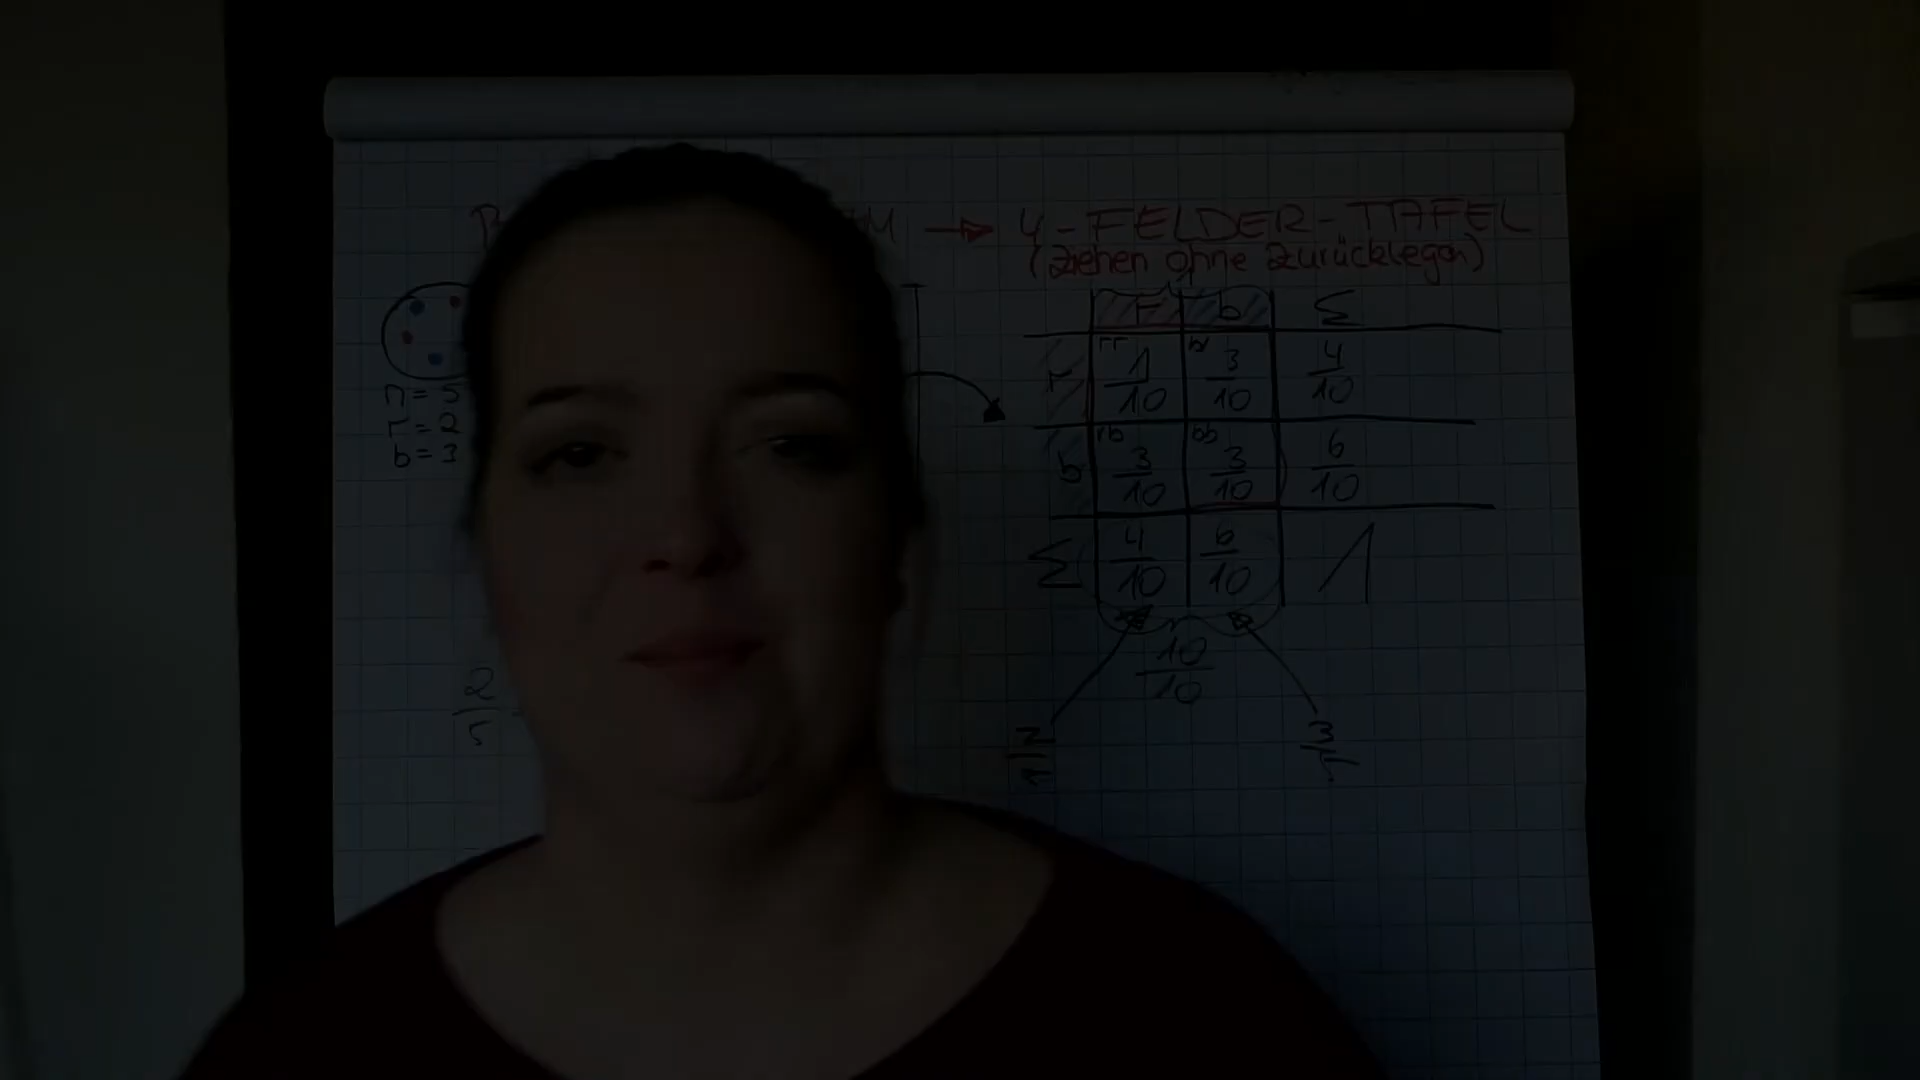 → 4-FELDER-TAFEL
(Ziehen ohne Zurücklegen)
n=5
r=2
b=3
r b Σ
r rr 1/10 br 3/10 4/10
b rb 3/10 bb 3/10 6/10
Σ 4/10 6/10 1
10/10
2/5 2/5 3/5